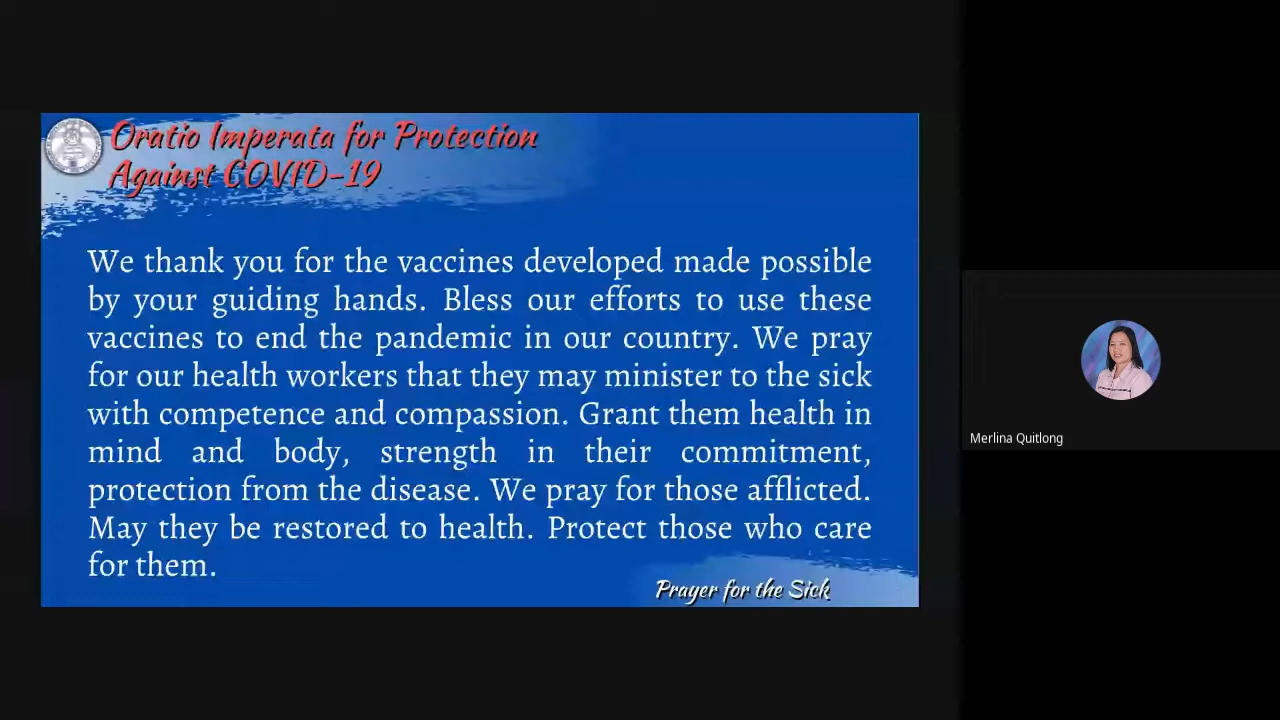 Oratio Imperata for Protection
Against COVID-19
We thank you for the vaccines developed made possible
by your guiding hands. Bless our efforts to use these
vaccines to end the pandemic in our country. We pray
for our health workers that they may minister to the sick
with competence and compassion. Grant them health in
mind and body, strength in their commitment,
protection from the disease. We pray for those afflicted.
May they be restored to health. Protect those who care
for them.
Prayer for the Sick
Merlina Quitlong